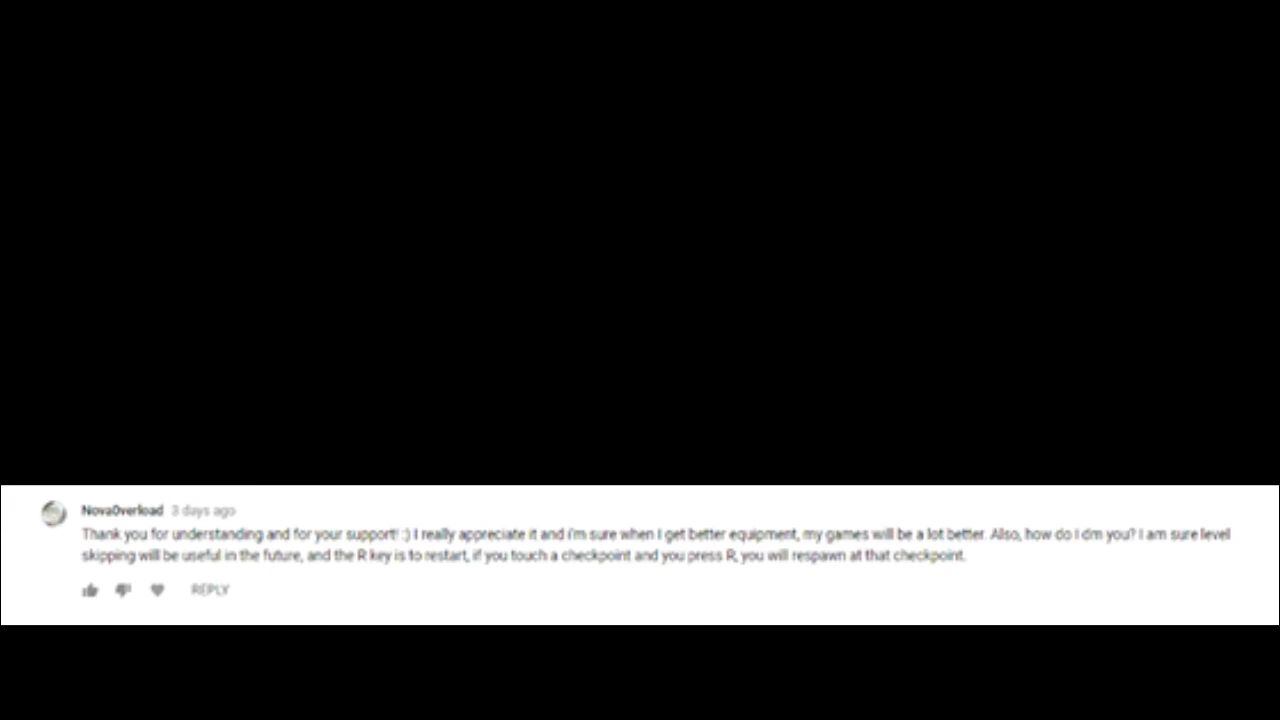 NovaOverload 3 days ago
Thank you for understanding and for your support! :) I really appreciate it and i'm sure when I get better equipment, my games will be a lot better. Also, how do I dm you? I am sure level
skipping will be useful in the future, and the R key is to restart, if you touch a checkpoint and you press R, you will respawn at that checkpoint.
REPLY